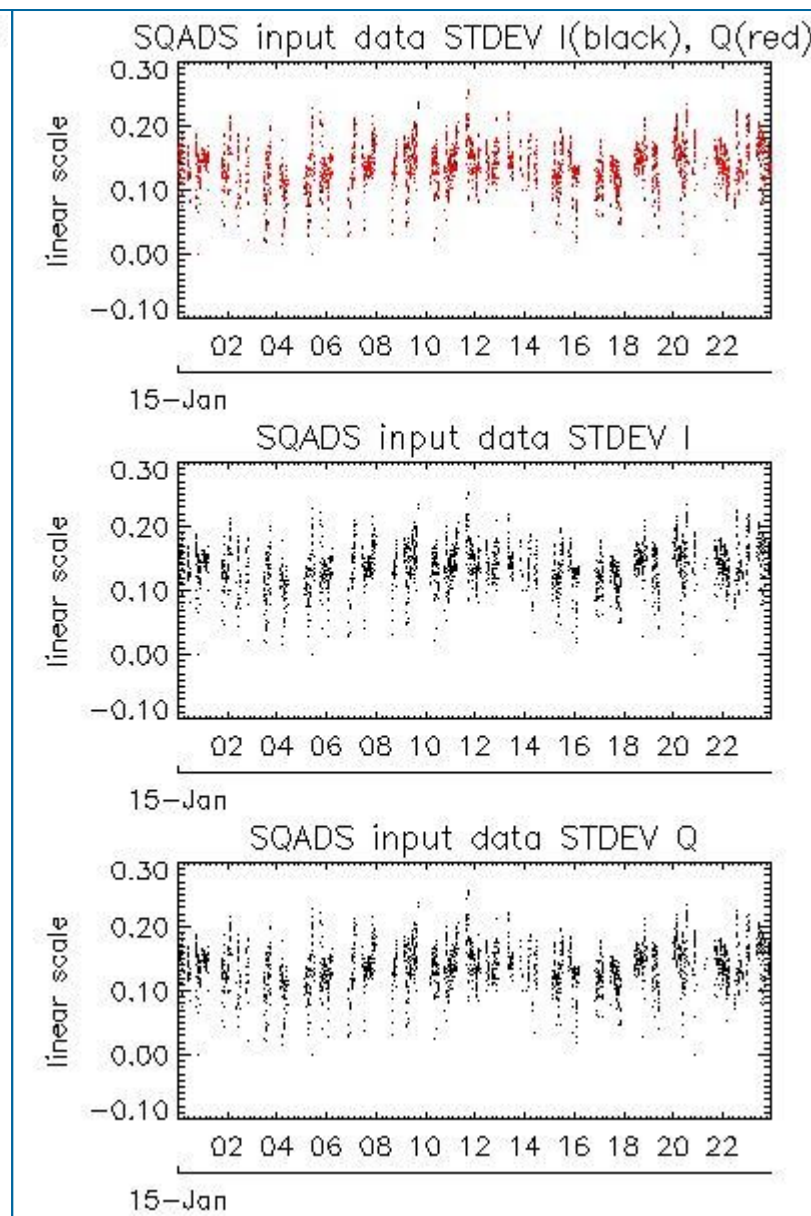 SQADS input data STDEV I(black), Q(red)
0.30
0.20
0.10
0.00
−0.10
linear scale
02 04 06 08 10 12 14 16 18 20 22
15−Jan
SQADS input data STDEV I
0.30
0.20
0.10
0.00
−0.10
linear scale
02 04 06 08 10 12 14 16 18 20 22
15−Jan
SQADS input data STDEV Q
0.30
0.20
0.10
0.00
−0.10
linear scale
02 04 06 08 10 12 14 16 18 20 22
15−Jan